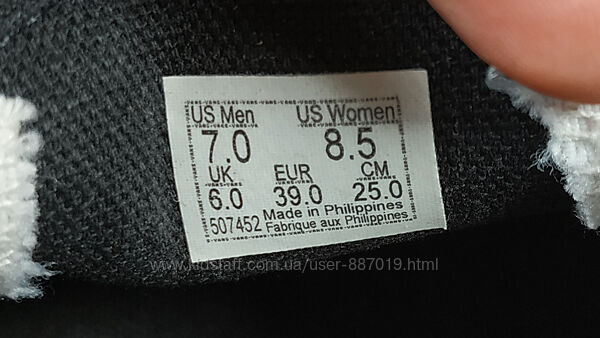 US Men US Women
7.0 8.5
UK EUR CM
6.0 39.0 25.0
507452 Made in Philippines
Fabrique aux Philippines
www.kidstaff.com.ua/user-887019.html